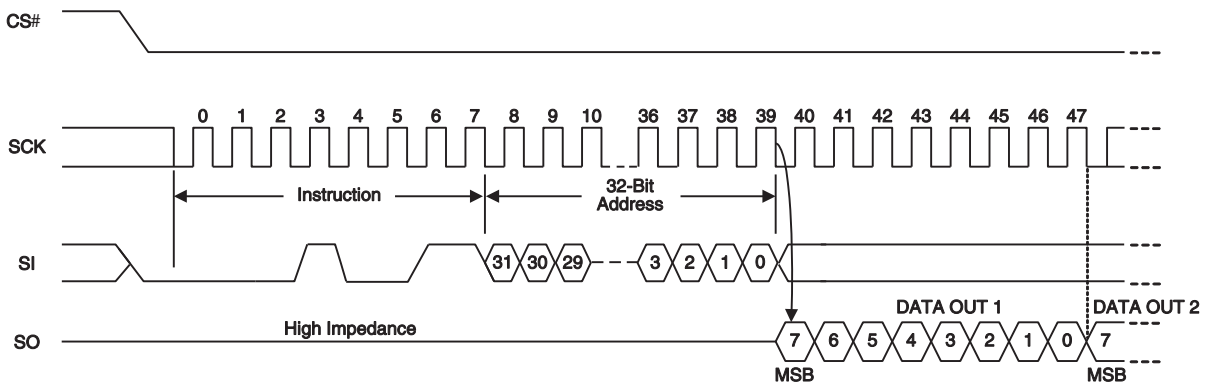 CS#
0 1 2 3 4 5 6 7 8 9 10 36 37 38 39 40 41 42 43 44 45 46 47
SCK
Instruction
32-Bit
Address
SI
31 30 29 3 2 1 0
DATA OUT 1 DATA OUT 2
High Impedance
SO
7 6 5 4 3 2 1 0 7
MSB MSB